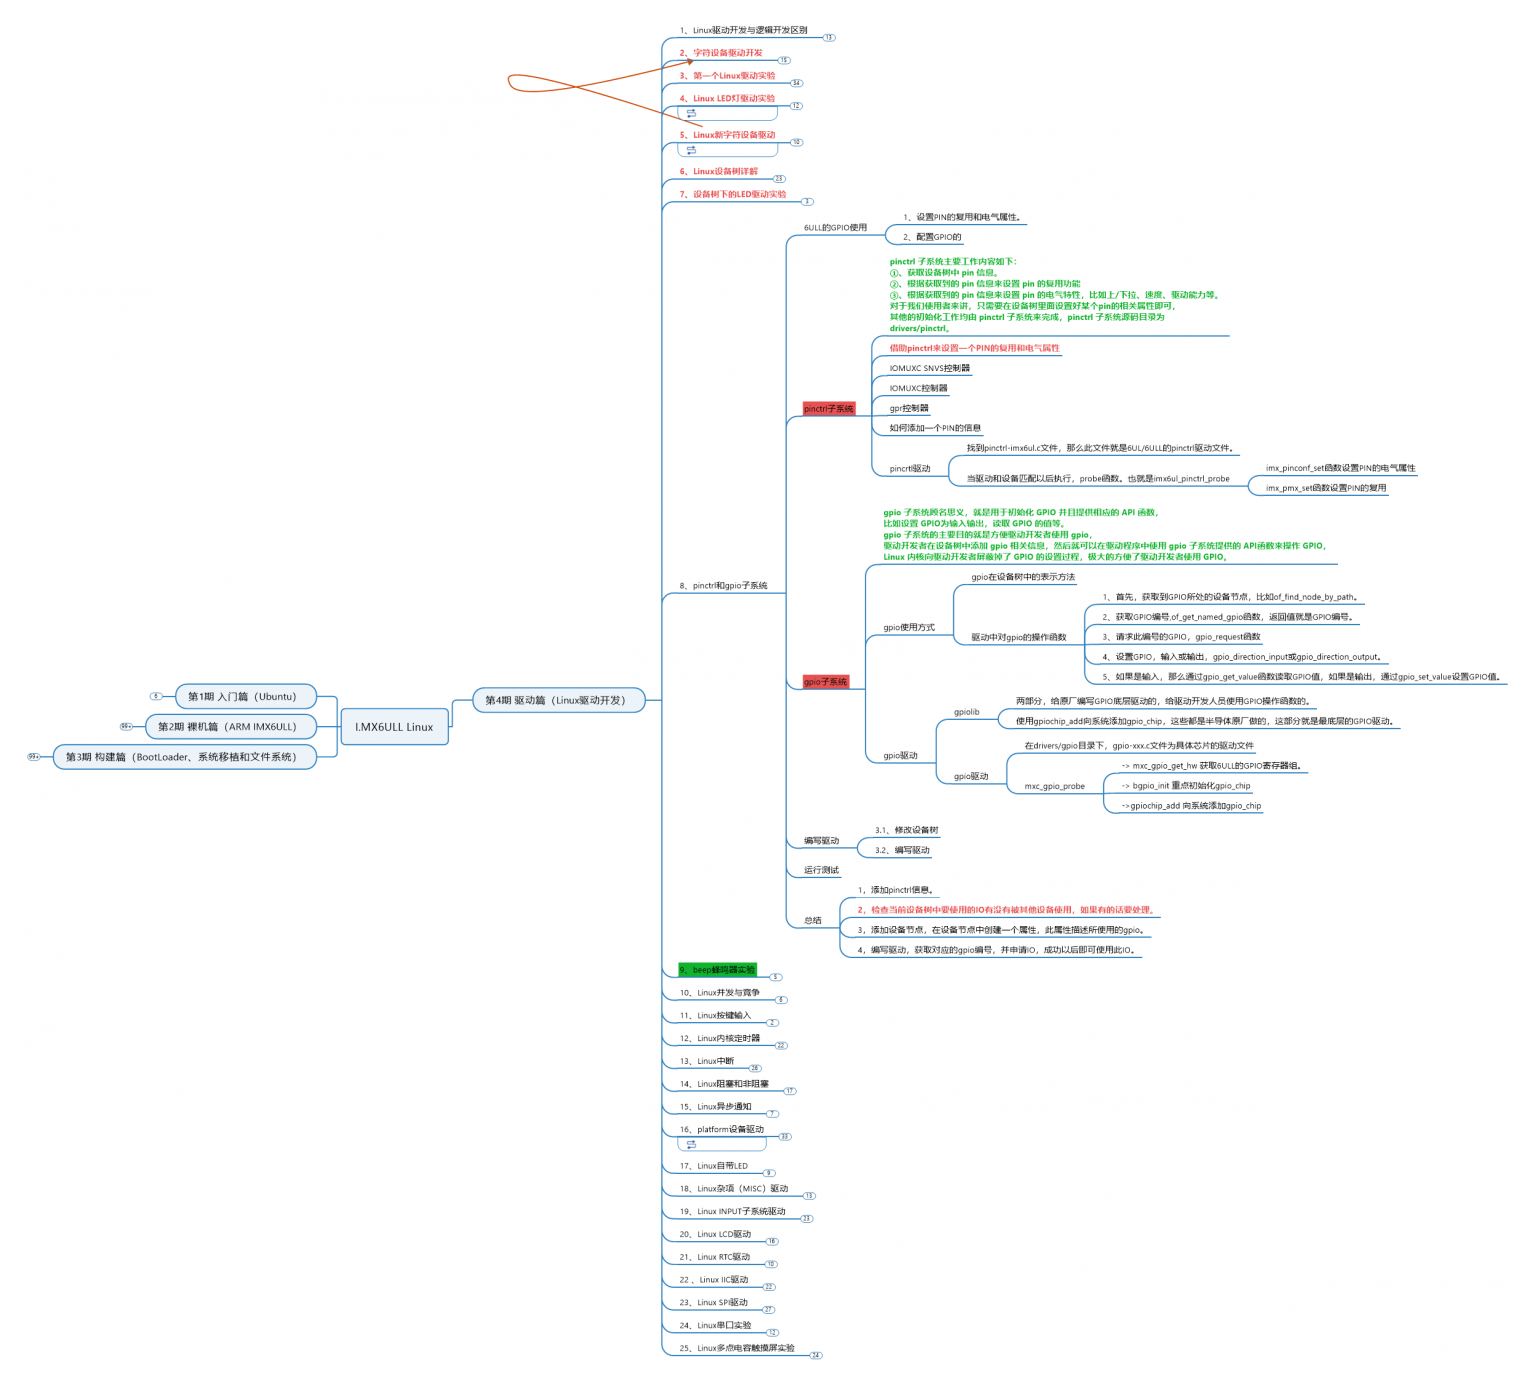 1、Linux驱动开发与逻辑开发区别
13
2、字符设备驱动开发
15
3、第一个Linux驱动实验
34
4、Linux LED灯驱动实验
12
5、Linux新字符设备驱动
10
6、Linux设备树详解
23
7、设备树下的LED驱动实验
3
6ULL的GPIO使用
1、设置PIN的复用和电气属性。
2、配置GPIO的
pinctrl 子系统主要工作内容如下：
①、获取设备树中 pin 信息。
②、根据获取到的 pin 信息来设置 pin 的复用功能
③、根据获取到的 pin 信息来设置 pin 的电气特性，比如上/下拉、速度、驱动能力等。
对于我们使用者来讲，只需要在设备树里面设置好某个pin的相关属性即可，
其他的初始化工作均由 pinctrl 子系统来完成，pinctrl 子系统源码目录为
drivers/pinctrl。
借助pinctrl来设置一个PIN的复用和电气属性
IOMUXC SNVS控制器
IOMUXC控制器
pinctrl子系统
gpr控制器
如何添加一个PIN的信息
pincrtl驱动
找到pinctrl-imx6ul.c文件，那么此文件就是6UL/6ULL的pinctrl驱动文件。
当驱动和设备匹配以后执行，probe函数。也就是imx6ul_pinctrl_probe
imx_pinconf_set函数设置PIN的电气属性
imx_pmx_set函数设置PIN的复用
gpio 子系统顾名思义，就是用于初始化 GPIO 并且提供相应的 API 函数，
比如设置 GPIO为输入输出，读取 GPIO 的值等。
gpio 子系统的主要目的就是方便驱动开发者使用 gpio，
驱动开发者在设备树中添加 gpio 相关信息，然后就可以在驱动程序中使用 gpio 子系统提供的 API函数来操作 GPIO，
Linux 内核向驱动开发者屏蔽掉了 GPIO 的设置过程，极大的方便了驱动开发者使用 GPIO。
8、pinctrl和gpio子系统
gpio使用方式
gpio在设备树中的表示方法
驱动中对gpio的操作函数
1、首先，获取到GPIO所处的设备节点，比如of_find_node_by_path。
2、获取GPIO编号,of_get_named_gpio函数，返回值就是GPIO编号。
3、请求此编号的GPIO，gpio_request函数
4、设置GPIO，输入或输出，gpio_direction_input或gpio_direction_output。
5、如果是输入，那么通过gpio_get_value函数读取GPIO值，如果是输出，通过gpio_set_value设置GPIO值。
gpio子系统
gpio驱动
gpiolib
两部分，给原厂编写GPIO底层驱动的，给驱动开发人员使用GPIO操作函数的。
使用gpiochip_add向系统添加gpio_chip，这些都是半导体原厂做的，这部分就是最底层的GPIO驱动。
gpio驱动
在drivers/gpio目录下，gpio-xxx.c文件为具体芯片的驱动文件
mxc_gpio_probe
-> mxc_gpio_get_hw 获取6ULL的GPIO寄存器组。
-> bgpio_init 重点初始化gpio_chip
->gpiochip_add 向系统添加gpio_chip
6
第1期 入门篇（Ubuntu）
99+
第2期 裸机篇（ARM IMX6ULL）
99+
第3期 构建篇（BootLoader、系统移植和文件系统）
I.MX6ULL Linux
第4期 驱动篇（Linux驱动开发）
编写驱动
3.1、修改设备树
3.2、编写驱动
运行测试
总结
1，添加pinctrl信息。
2，检查当前设备树中要使用的IO有没有被其他设备使用，如果有的话要处理。
3，添加设备节点，在设备节点中创建一个属性，此属性描述所使用的gpio。
4，编写驱动，获取对应的gpio编号，并申请IO，成功以后即可使用此IO。
9、beep蜂鸣器实验
5
10、Linux并发与竞争
6
11、Linux按键输入
2
12、Linux内核定时器
22
13、Linux中断
26
14、Linux阻塞和非阻塞
17
15、Linux异步通知
7
16、platform设备驱动
33
17、Linux自带LED
9
18、Linux杂项（MISC）驱动
13
19、Linux INPUT子系统驱动
23
20、Linux LCD驱动
16
21、Linux RTC驱动
10
22 、Linux IIC驱动
22
23、Linux SPI驱动
27
24、Linux串口实验
12
25、Linux多点电容触摸屏实验
24